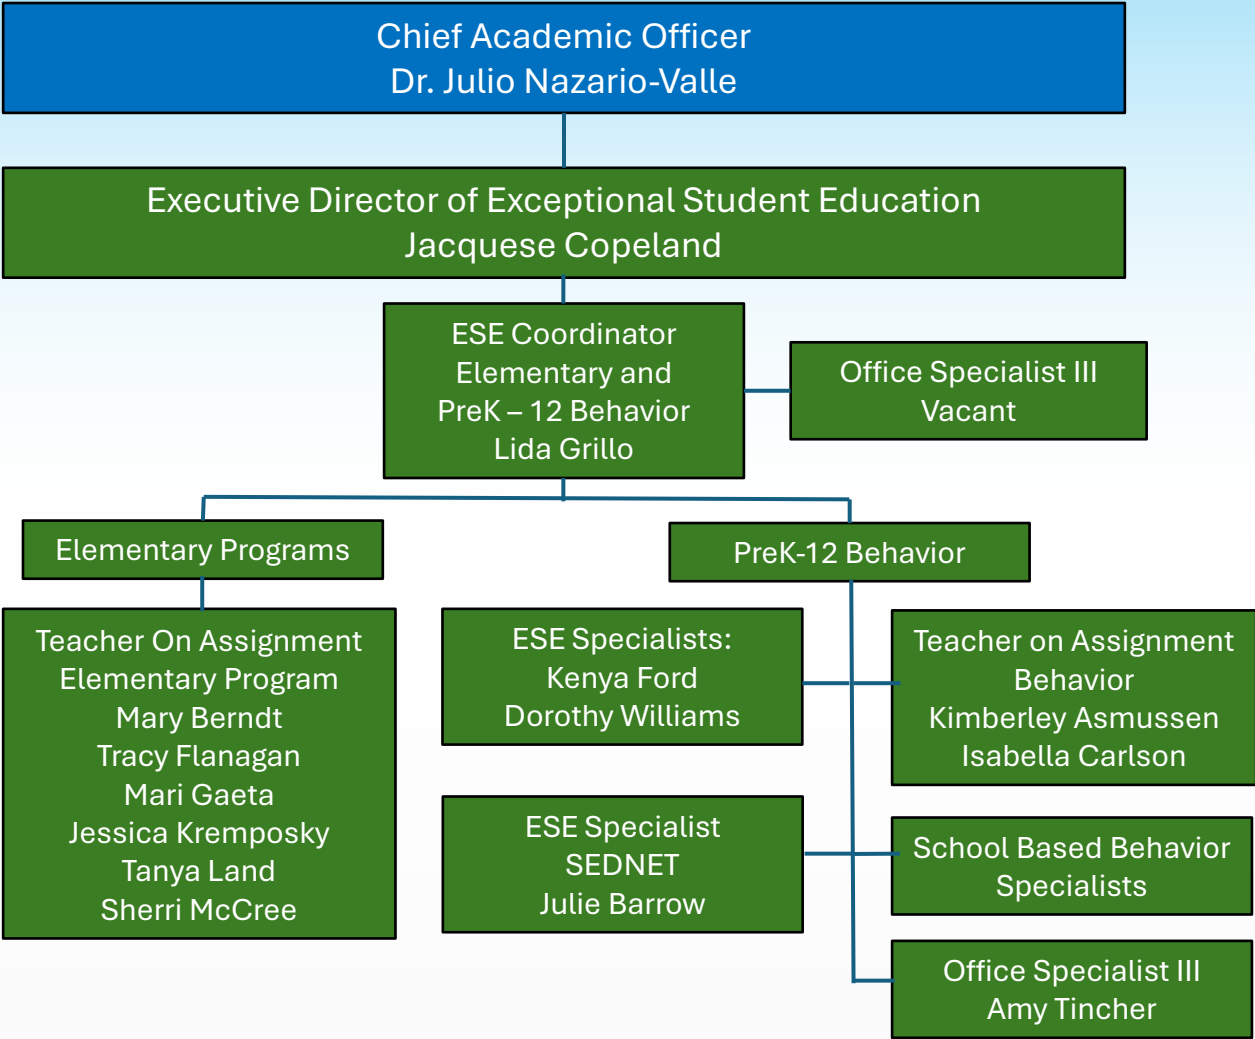 Chief Academic Officer
Dr. Julio Nazario-Valle
Executive Director of Exceptional Student Education
Jacquese Copeland
ESE Coordinator
Elementary and
PreK – 12 Behavior
Lida Grillo
Office Specialist III
Vacant
Elementary Programs
PreK-12 Behavior
Teacher On Assignment
Elementary Program
Mary Berndt
Tracy Flanagan
Mari Gaeta
Jessica Kremposky
Tanya Land
Sherri McCree
ESE Specialists:
Kenya Ford
Dorothy Williams
Teacher on Assignment
Behavior
Kimberley Asmussen
Isabella Carlson
ESE Specialist
SEDNET
Julie Barrow
School Based Behavior
Specialists
Office Specialist III
Amy Tincher